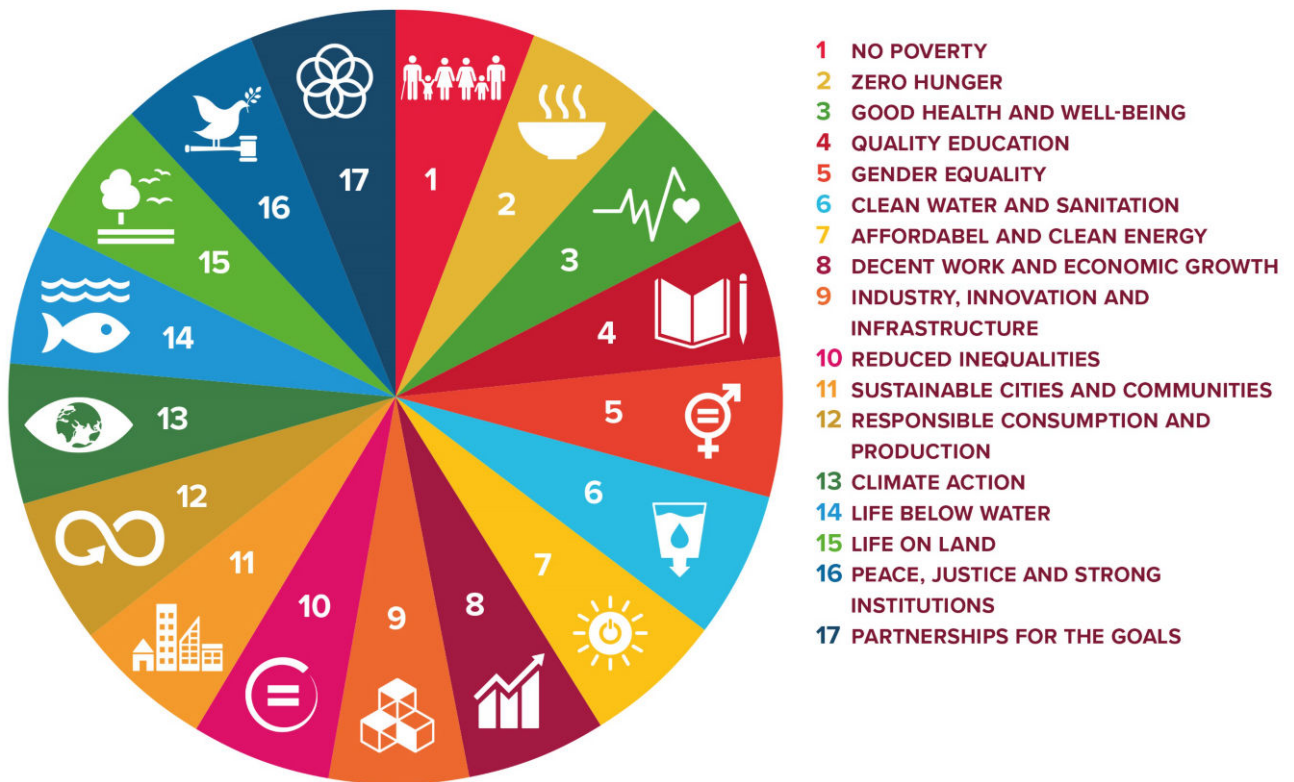 1
2
3
4
5
6
7
8
9
10
11
12
13
14
15
16
17
1 NO POVERTY
2 ZERO HUNGER
3 GOOD HEALTH AND WELL-BEING
4 QUALITY EDUCATION
5 GENDER EQUALITY
6 CLEAN WATER AND SANITATION
7 AFFORDABEL AND CLEAN ENERGY
8 DECENT WORK AND ECONOMIC GROWTH
9 INDUSTRY, INNOVATION AND
INFRASTRUCTURE
10 REDUCED INEQUALITIES
11 SUSTAINABLE CITIES AND COMMUNITIES
12 RESPONSIBLE CONSUMPTION AND
PRODUCTION
13 CLIMATE ACTION
14 LIFE BELOW WATER
15 LIFE ON LAND
16 PEACE, JUSTICE AND STRONG
INSTITUTIONS
17 PARTNERSHIPS FOR THE GOALS